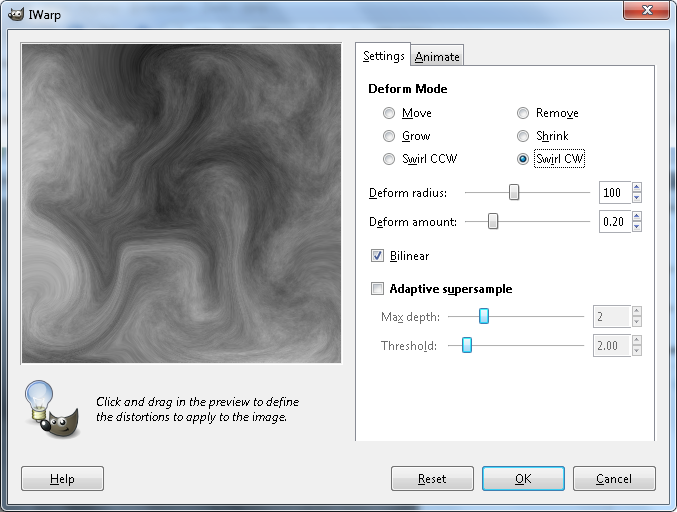 IWarp
Settings
Animate
Deform Mode
Move
Remove
Grow
Shrink
Swirl CCW
Swirl CW
Deform radius:
100
Deform amount:
0.20
Bilinear
Adaptive supersample
Max depth:
2
Threshold:
2.00
Click and drag in the preview to define
the distortions to apply to the image.
Help
Reset
OK
Cancel